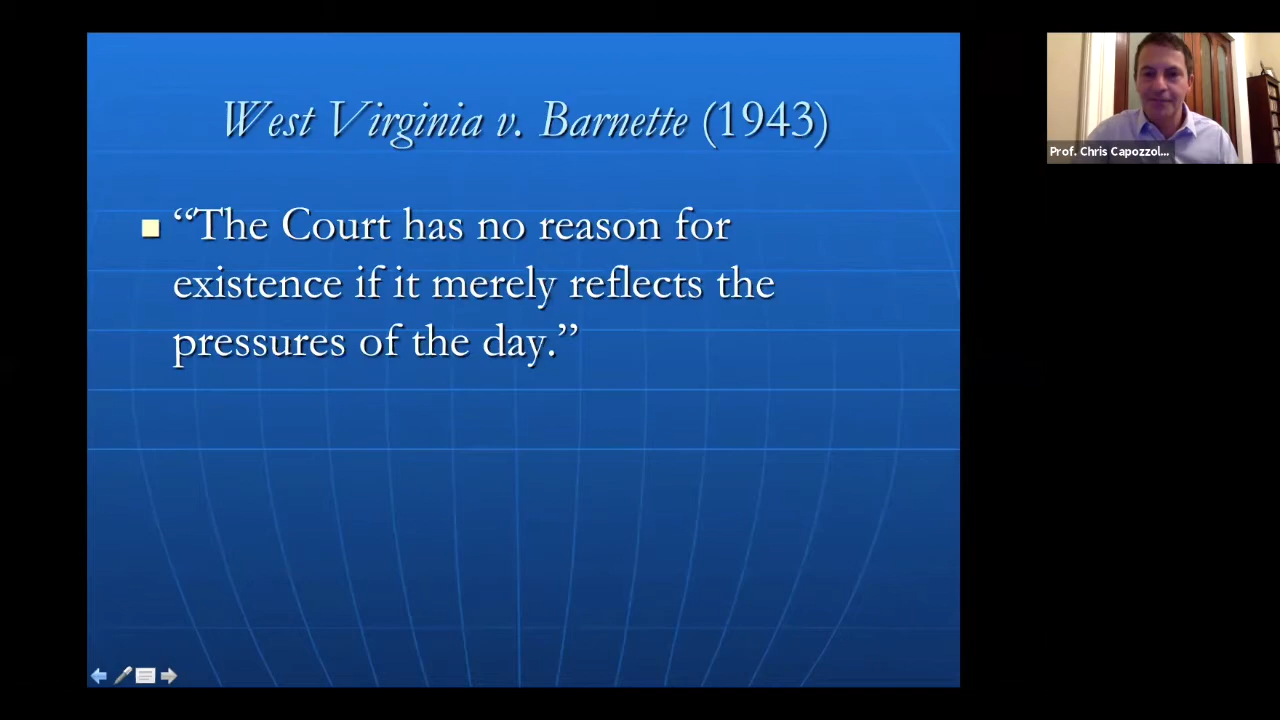 West Virginia v. Barnette (1943)
“The Court has no reason for
existence if it merely reflects the
pressures of the day.”
Prof. Chris Capozzol...